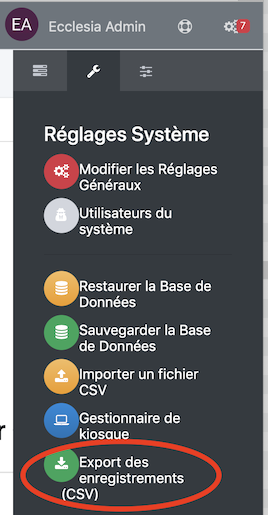 EA Ecclesia Admin 7
Réglages Système
Modifier les Réglages
Généraux
Utilisateurs du
système
Restaurer la Base de
Données
Sauvegarder la Base
de Données
Importer un fichier
CSV
Gestionnaire de
kiosque
Export des
enregistrements
(CSV)
r